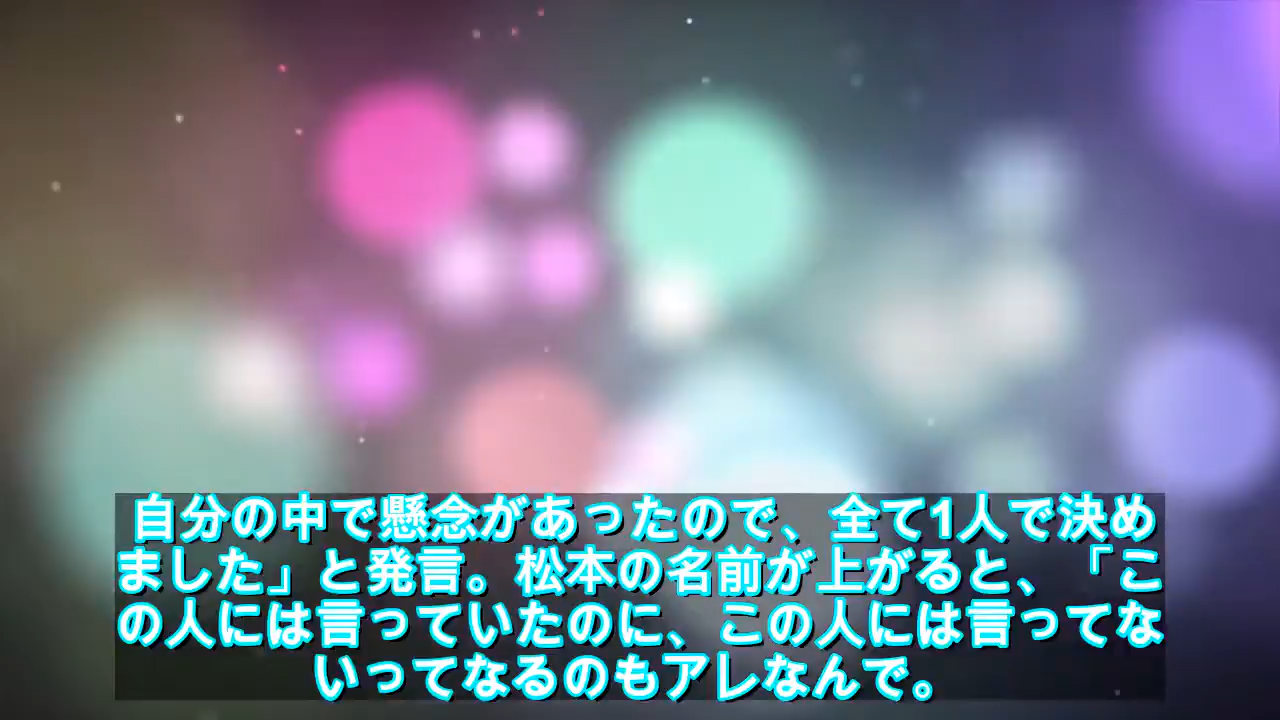 自分の中で懸念があったので、全て1人で決め
ました」と発言。松本の名前が上がると、「こ
の人には言っていたのに、この人には言ってな
いってなるのもアレなんで。